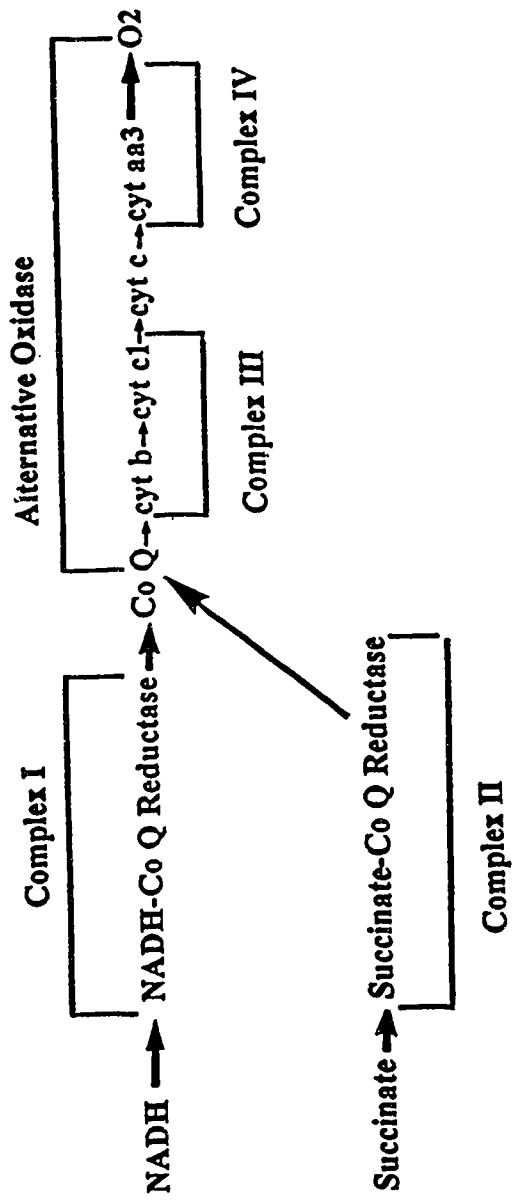 Alternative Oxidase
Complex I
NADH → NADH-Co Q Reductase → Co Q → cyt b → cyt c1 → cyt c → cyt aa3 → O2
Complex III
Complex IV
Succinate → Succinate-Co Q Reductase
Complex II